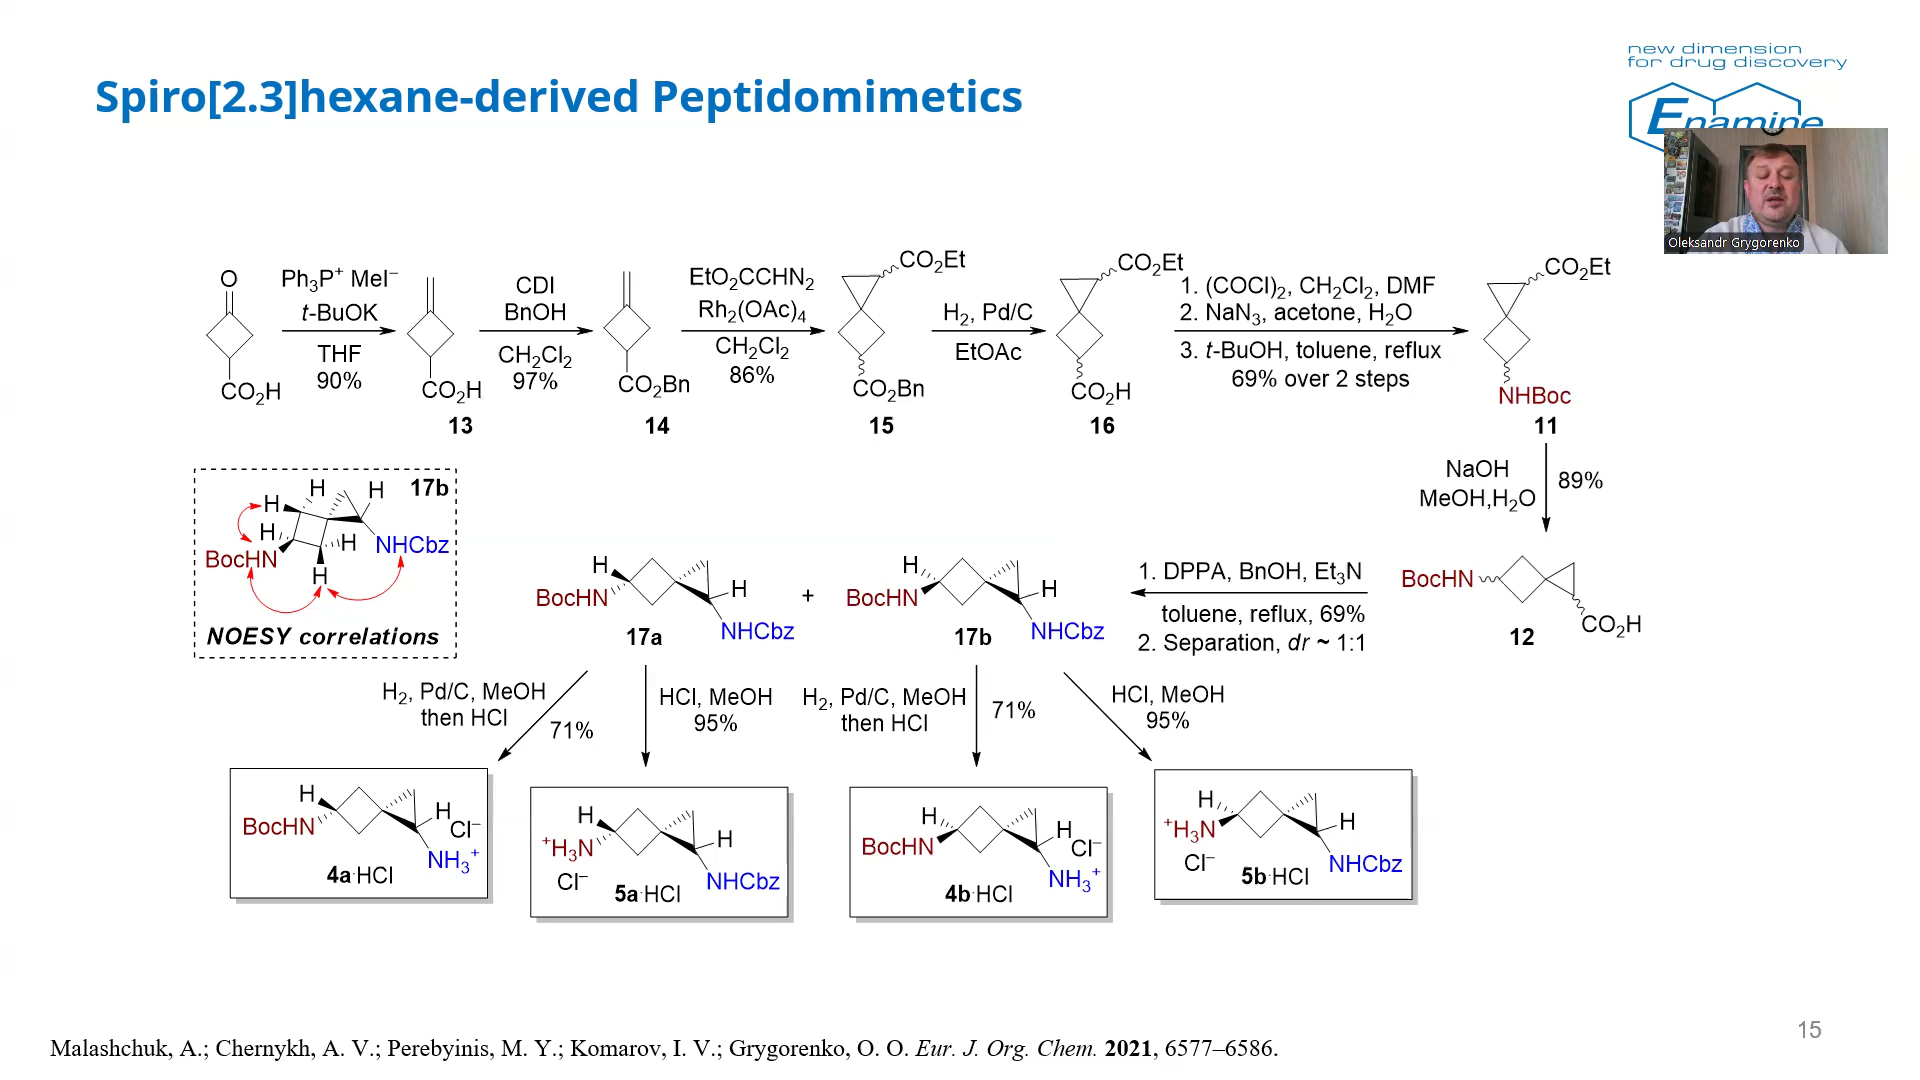 new dimension
for drug discovery
Enamine
Spiro[2.3]hexane-derived Peptidomimetics
Oleksandr Grygorenko
O
CO₂H
Ph₃P⁺ MeI⁻
t-BuOK
THF
90%
CO₂H
13
CDI
BnOH
CH₂Cl₂
97%
CO₂Bn
14
EtO₂CCHN₂
Rh₂(OAc)₄
CH₂Cl₂
86%
CO₂Et
CO₂Bn
15
H₂, Pd/C
EtOAc
CO₂Et
CO₂H
16
1. (COCl)₂, CH₂Cl₂, DMF
2. NaN₃, acetone, H₂O
3. t-BuOH, toluene, reflux
69% over 2 steps
CO₂Et
NHBoc
11
NaOH
MeOH,H₂O
89%
BocHN
CO₂H
12
1. DPPA, BnOH, Et₃N
toluene, reflux, 69%
2. Separation, dr ~ 1:1
H
BocHN
H
NHCbz
17a
+
H
BocHN
H
NHCbz
17b
17b
H
H
H
H
H
H
BocHN
NHCbz
NOESY correlations
H₂, Pd/C, MeOH
then HCl
71%
HCl, MeOH
95%
H₂, Pd/C, MeOH
then HCl
71%
HCl, MeOH
95%
H
BocHN
H
Cl⁻
NH₃⁺
4a·HCl
H
⁺H₃N
Cl⁻
H
NHCbz
5a·HCl
H
BocHN
H
Cl⁻
NH₃⁺
4b·HCl
H
⁺H₃N
Cl⁻
H
NHCbz
5b·HCl
15
Malashchuk, A.; Chernykh, A. V.; Perebyinis, M. Y.; Komarov, I. V.; Grygorenko, O. O. Eur. J. Org. Chem. 2021, 6577–6586.